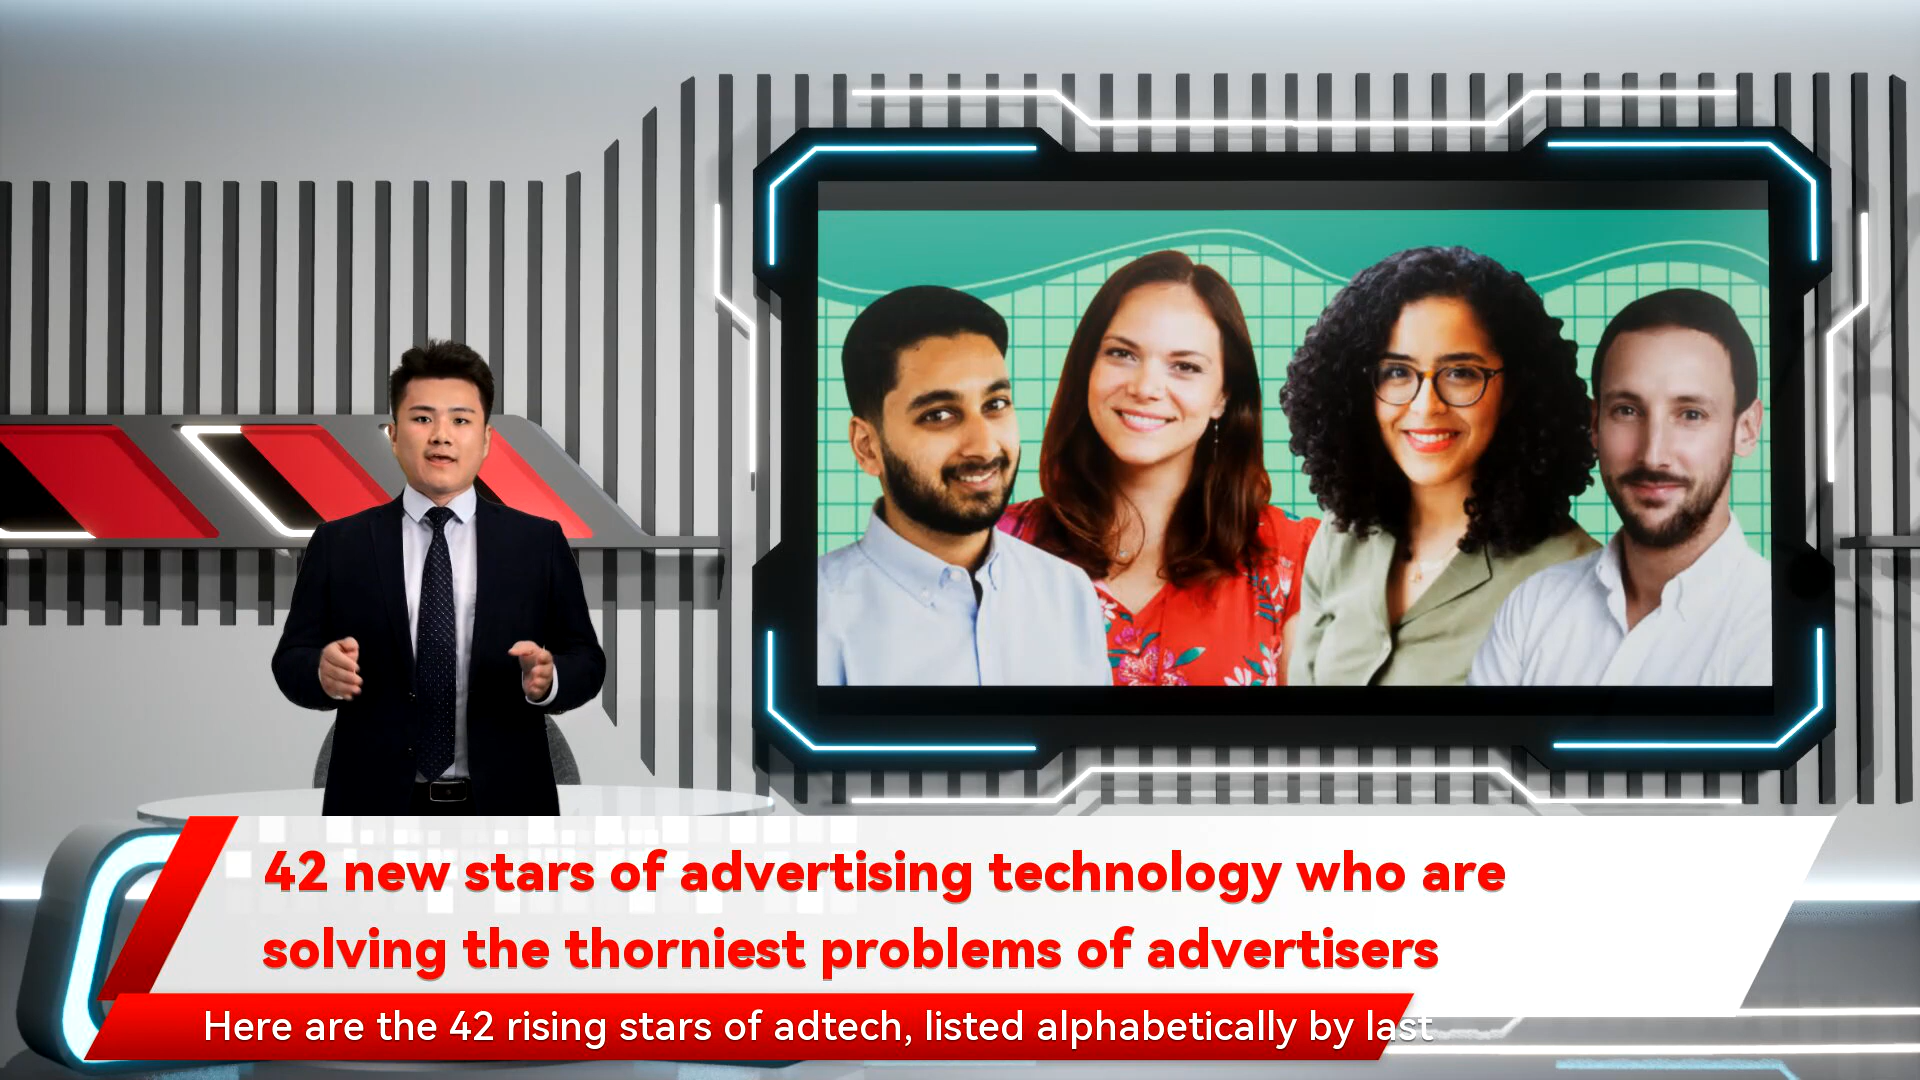 42 new stars of advertising technology who are
solving the thorniest problems of advertisers
Here are the 42 rising stars of adtech, listed alphabetically by last